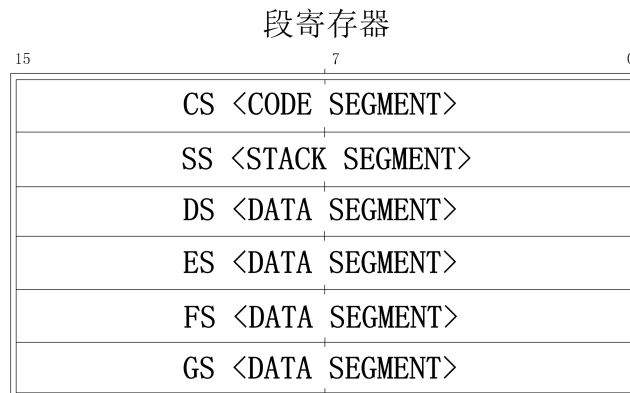 段寄存器
15 7 0
CS <CODE SEGMENT>
SS <STACK SEGMENT>
DS <DATA SEGMENT>
ES <DATA SEGMENT>
FS <DATA SEGMENT>
GS <DATA SEGMENT>